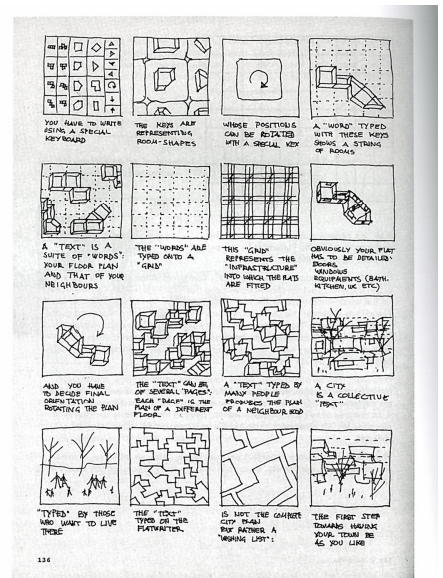 YOU HAVE TO WRITE
USING A SPECIAL
KEYBOARD
THE KEYS ARE
REPRESENTING
ROOM-SHAPES
WHOSE POSITIONS
CAN BE ROTATED
WITH A SPECIAL KEY
A "WORD" TYPED
WITH THESE KEYS
SHOWS A STRING
OF ROOMS
A "TEXT" IS A
SUITE OF "WORDS":
YOUR FLOOR PLAN
AND THAT OF YOUR
NEIGHBOURS
THE "WORDS" ARE
TYPED ONTO A
"GRID"
THIS "GRID"
REPRESENTS THE
"INFRASTRUCTURE"
INTO WHICH THE FLATS
ARE FITTED
OBVIOUSLY YOUR FLAT
HAS TO BE DETAILED:
DOORS
WINDOWS
EQUIPMENTS (BATH.
KITCHEN, WC ETC)
AND YOU HAVE
TO DECIDE FINAL
ORIENTATION
ROTATING THE PLAN
THE "TEXT" CAN BE
OF SEVERAL "PAGES":
EACH "PAGE" IS THE
PLAN OF A DIFFERENT
FLOOR.
A "TEXT" TYPED BY
MANY PEOPLE
PRODUCES THE PLAN
OF A NEIGHBOURHOOD
A CITY
IS A COLLECTIVE
"TEXT"
"TYPED" BY THOSE
WHO WANT TO LIVE
THERE
THE "TEXT"
TYPED ON THE
FLATWRITER
IS NOT THE COMPLETE
CITY PLAN
BUT RATHER A
"WISHING LIST":
THE FIRST STEP
TOWARDS HAVING
YOUR TOWN BE
AS YOU LIKE
136